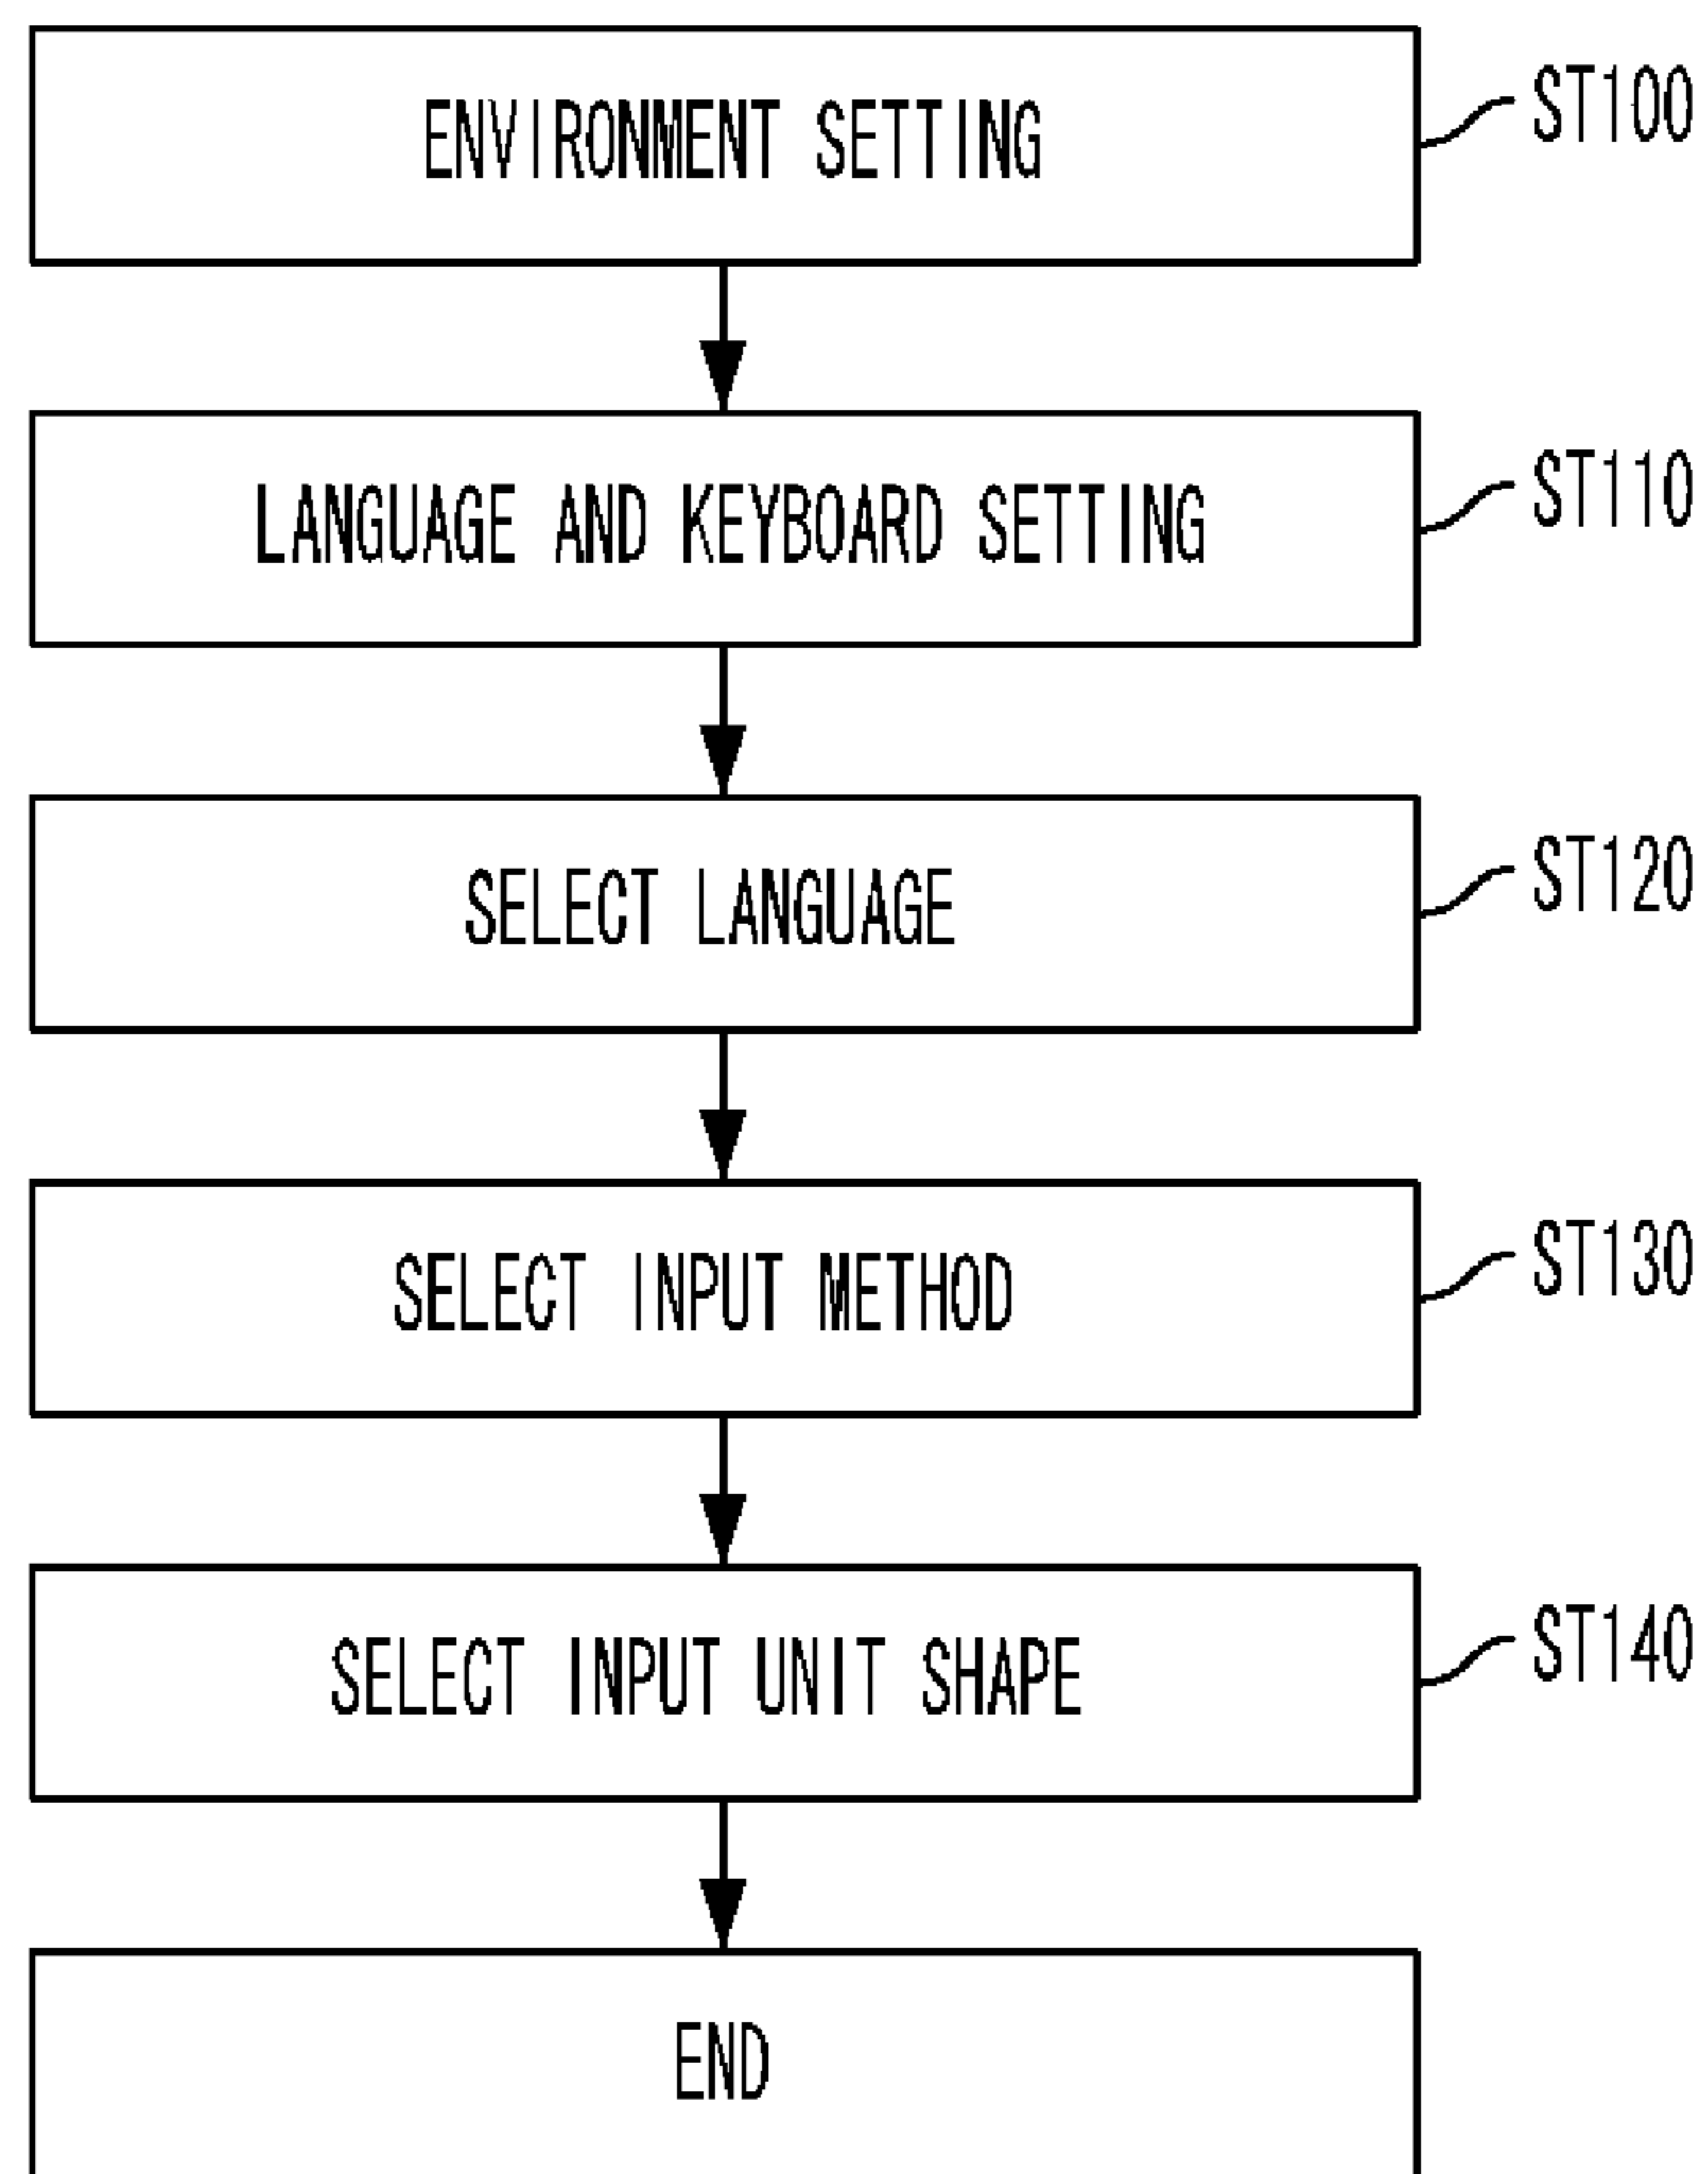 ENVIRONMENT SETTING
ST100
LANGUAGE AND KEYBOARD SETTING
ST110
SELECT LANGUAGE
ST120
SELECT INPUT METHOD
ST130
SELECT INPUT UNIT SHAPE
ST140
END